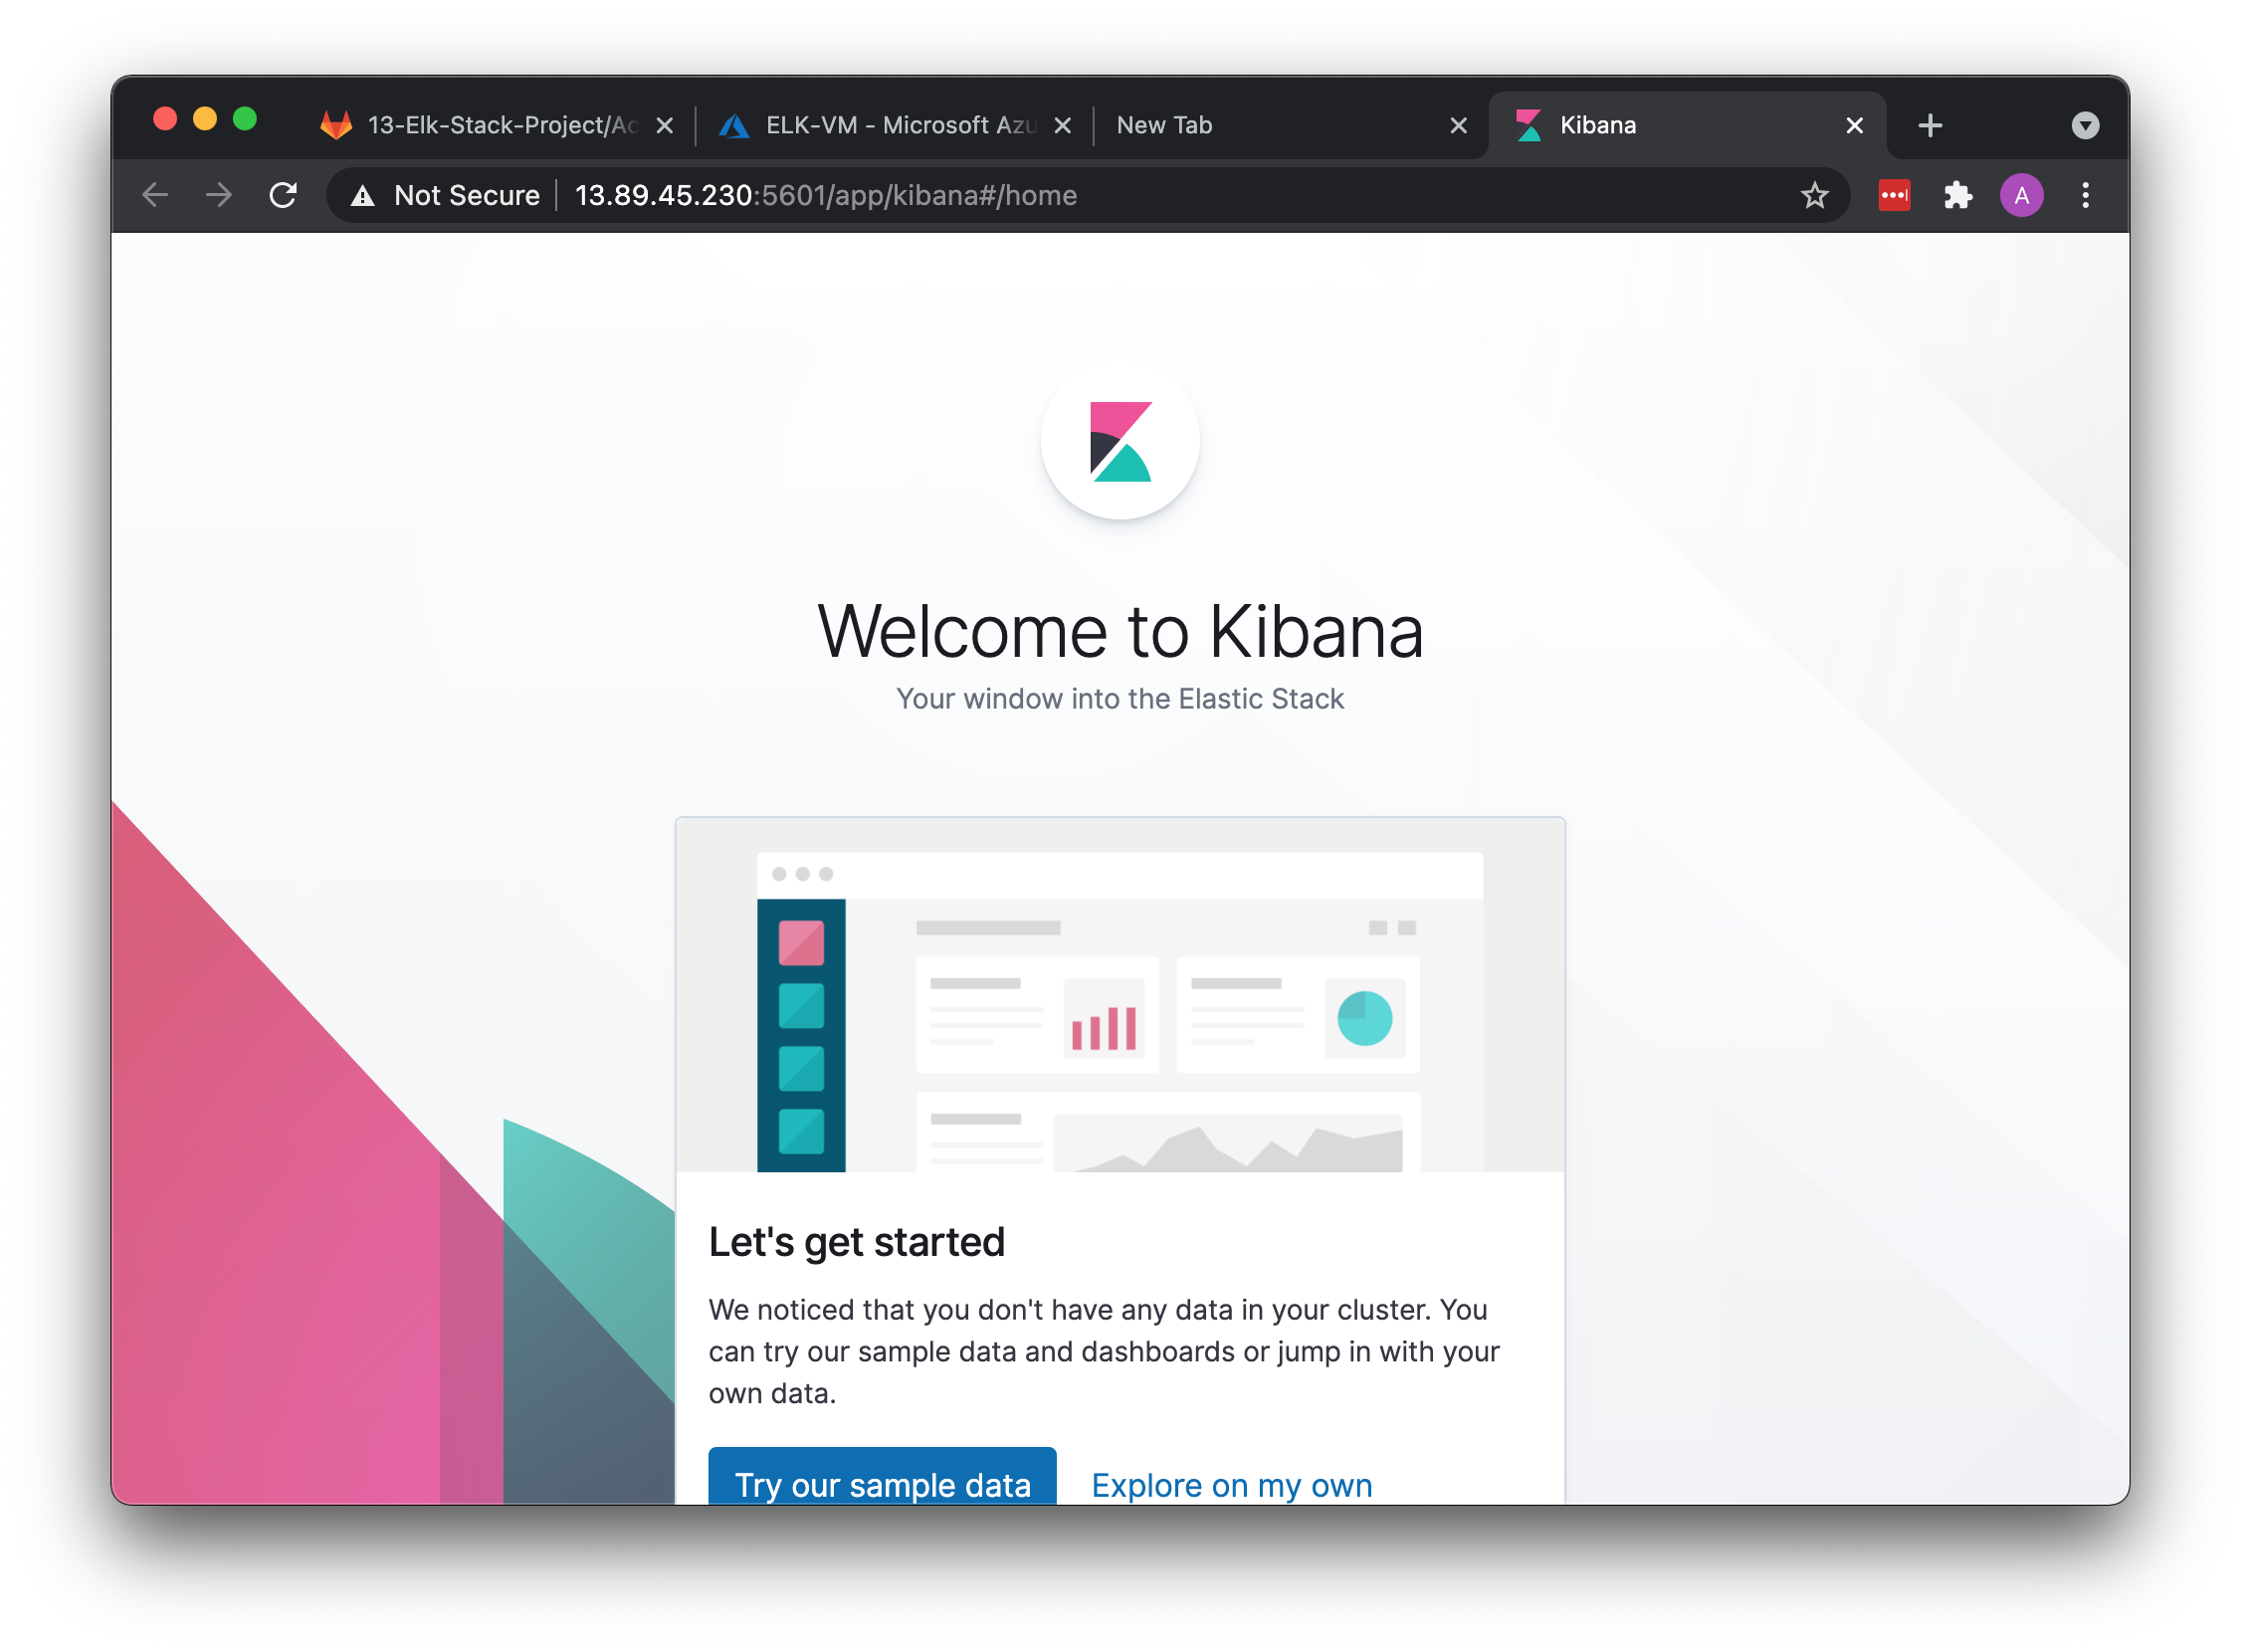 13-Elk-Stack-Project/Ac
ELK-VM - Microsoft Azu
New Tab
Kibana
Not Secure
13.89.45.230:5601/app/kibana#/home
A
Welcome to Kibana
Your window into the Elastic Stack
Let's get started
We noticed that you don't have any data in your cluster. You
can try our sample data and dashboards or jump in with your
own data.
Try our sample data
Explore on my own